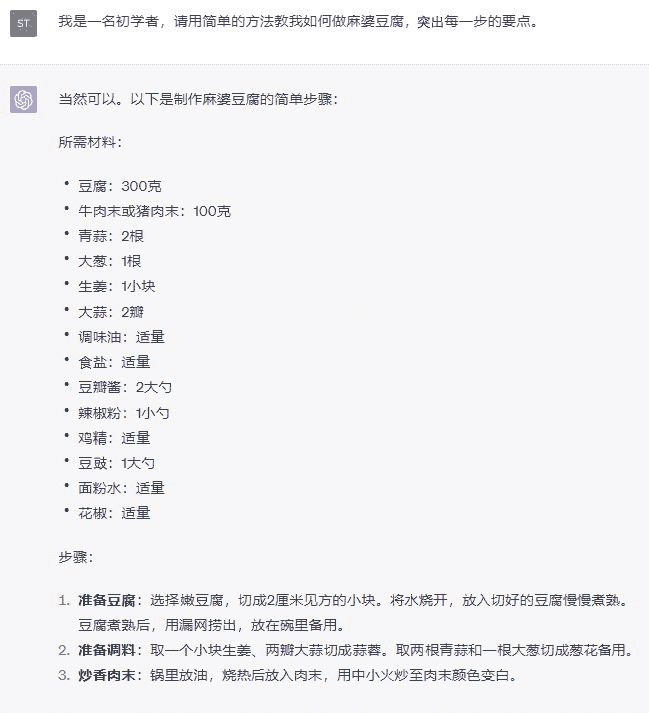 ST
我是一名初学者，请用简单的方法教我如何做麻婆豆腐，突出每一步的要点。
当然可以。以下是制作麻婆豆腐的简单步骤：
所需材料：
• 豆腐：300克
• 牛肉末或猪肉末：100克
• 青蒜：2根
• 大葱：1根
• 生姜：1小块
• 大蒜：2瓣
• 调味油：适量
• 食盐：适量
• 豆瓣酱：2大勺
• 辣椒粉：1小勺
• 鸡精：适量
• 豆豉：1大勺
• 面粉水：适量
• 花椒：适量
步骤：
1. 准备豆腐：选择嫩豆腐，切成2厘米见方的小块。将水烧开，放入切好的豆腐慢慢煮熟。
豆腐煮熟后，用漏网捞出，放在碗里备用。
2. 准备调料：取一个小块生姜、两瓣大蒜切成蒜蓉。取两根青蒜和一根大葱切成葱花备用。
3. 炒香肉末：锅里放油，烧热后放入肉末，用中小火炒至肉末颜色变白。